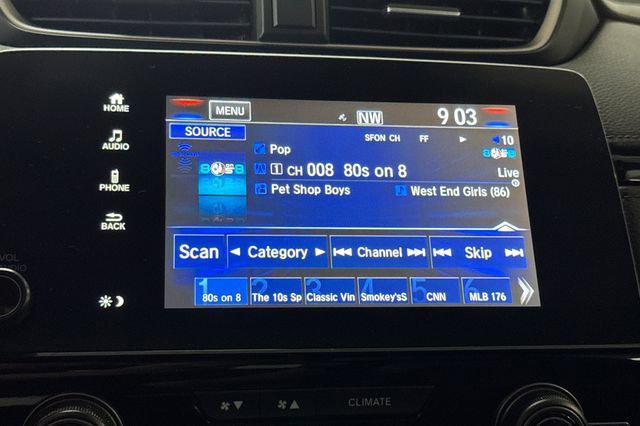 MENU
NW
9 03
SOURCE
SFON CH FF
10
Pop
1 CH 008 80s on 8
Live
Pet Shop Boys
West End Girls (86)
Scan
Category
Channel
Skip
1 80s on 8
2 The 10s Sp
3 Classic Vin
4 Smokey'sS
5 CNN
6 MLB 176
HOME
AUDIO
PHONE
BACK
VOL
CLIMATE